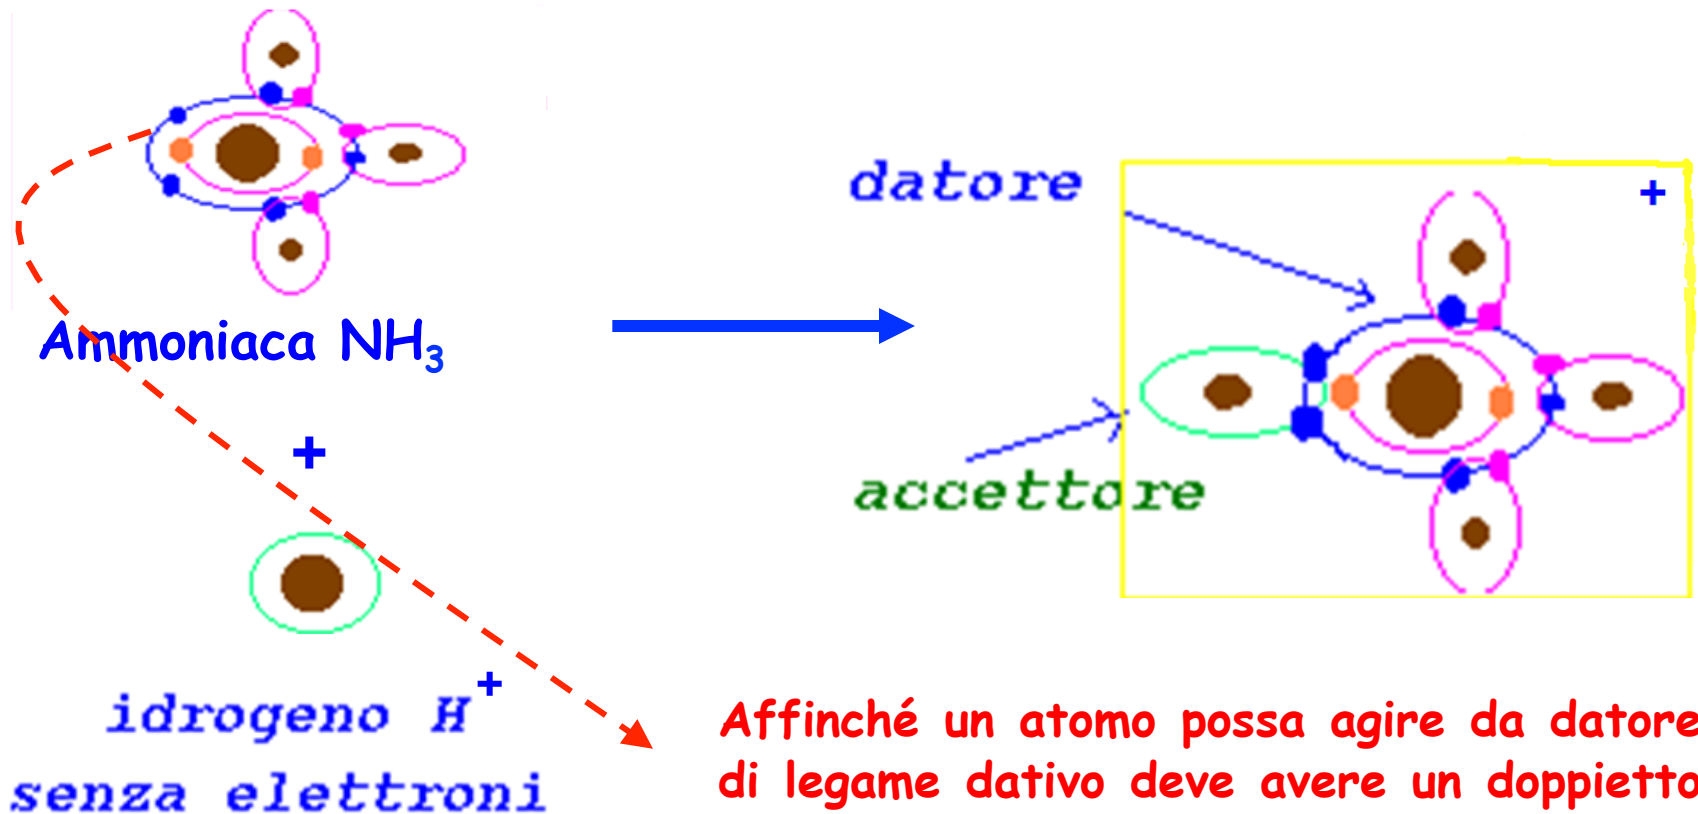 Ammoniaca NH₃
+
idrogeno H⁺
senza elettroni
datore
accettore
+
Affinché un atomo possa agire da datore
di legame dativo deve avere un doppietto